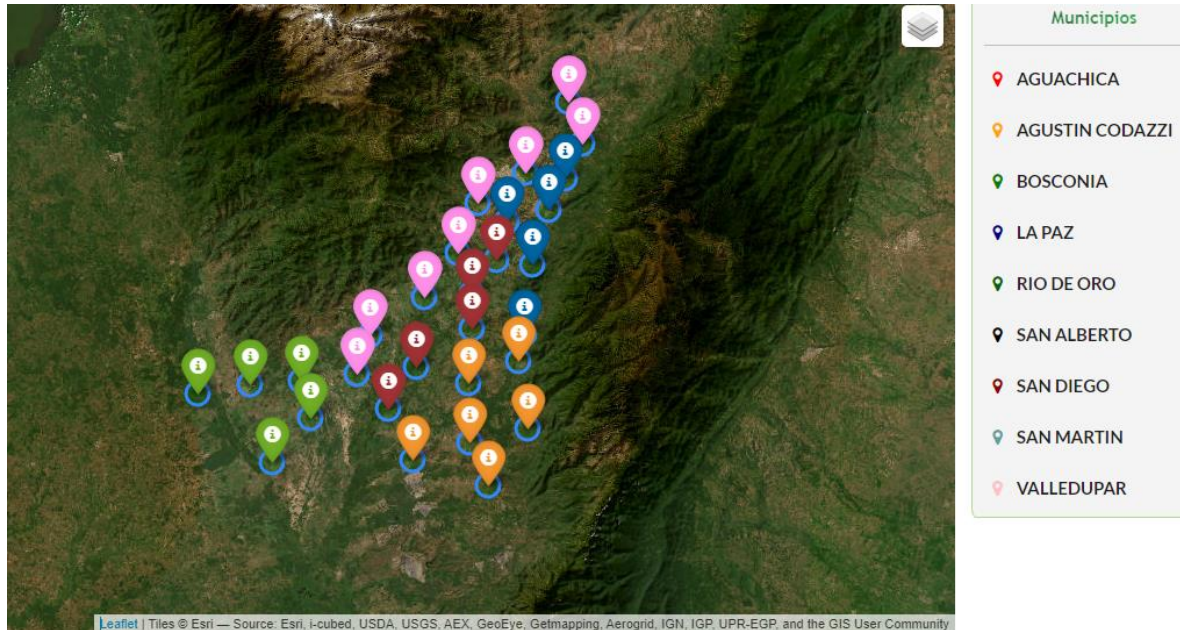 Municipios
AGUACHICA
AGUSTIN CODAZZI
BOSCONIA
LA PAZ
RIO DE ORO
SAN ALBERTO
SAN DIEGO
SAN MARTIN
VALLEDUPAR
Leaflet | Tiles © Esri — Source: Esri, i-cubed, USDA, USGS, AEX, GeoEye, Getmapping, Aerogrid, IGN, IGP, UPR-EGP, and the GIS User Community